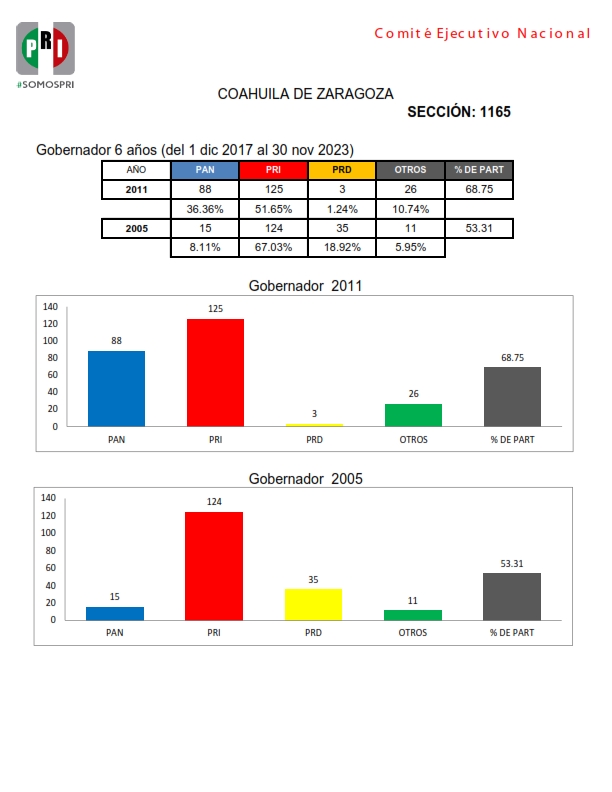 PRI
#SOMOSPRI
Comité Ejecutivo Nacional
COAHUILA DE ZARAGOZA
SECCIÓN: 1165
Gobernador 6 años (del 1 dic 2017 al 30 nov 2023)
AÑO PAN PRI PRD OTROS % DE PART
2011 88 125 3 26 68.75
36.36% 51.65% 1.24% 10.74%
2005 15 124 35 11 53.31
8.11% 67.03% 18.92% 5.95%
Gobernador 2011
140
120
100
80
60
40
20
0
88
125
3
26
68.75
PAN PRI PRD OTROS % DE PART
Gobernador 2005
140
120
100
80
60
40
20
0
15
124
35
11
53.31
PAN PRI PRD OTROS % DE PART